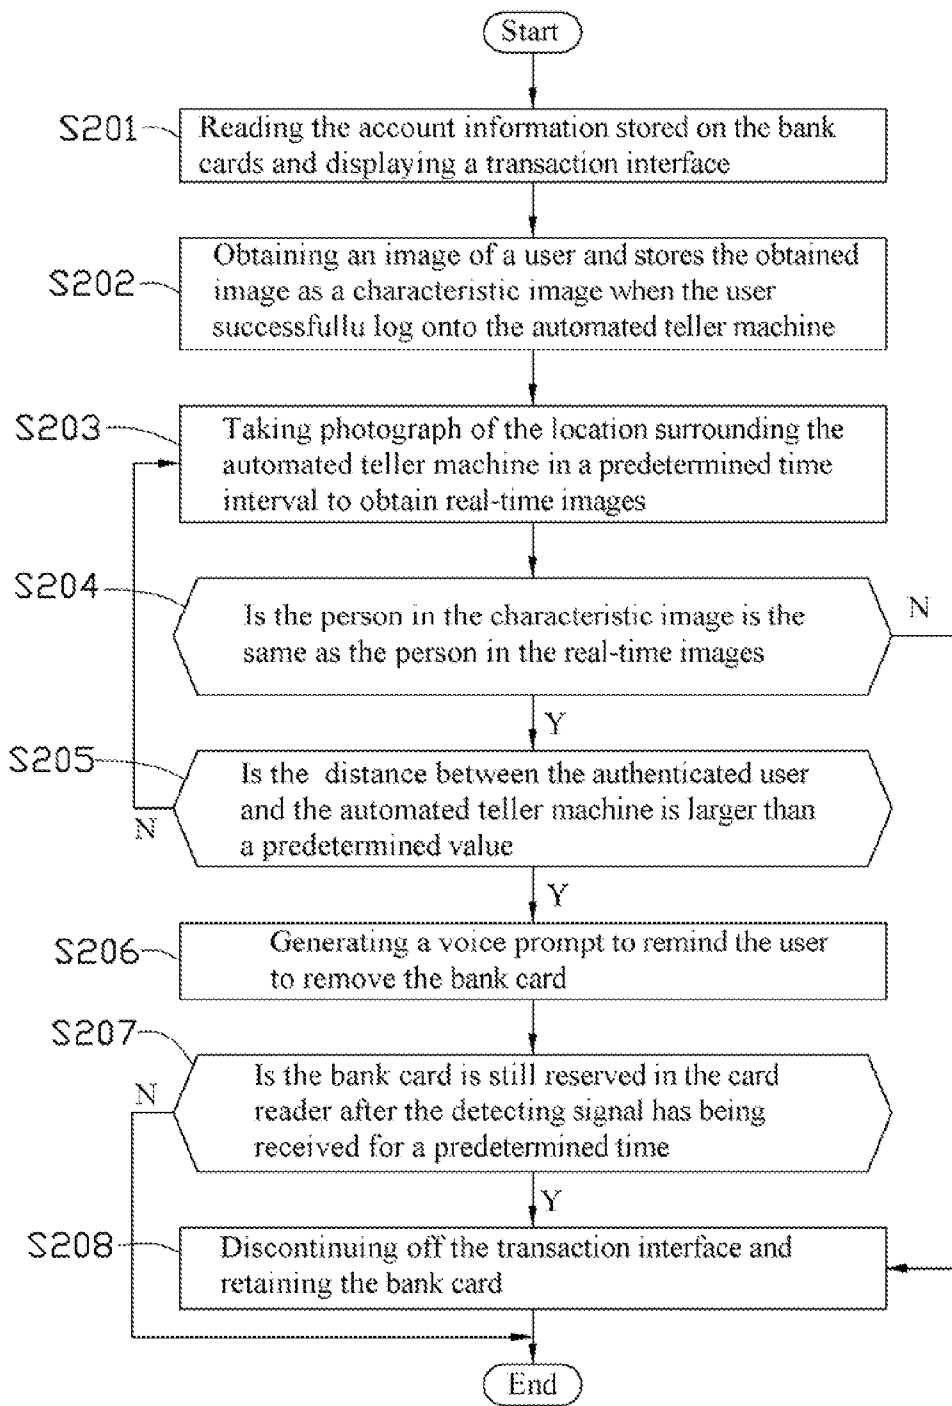 Start
S201
Reading the account information stored on the bank
cards and displaying a transaction interface
S202
Obtaining an image of a user and stores the obtained
image as a characteristic image when the user
successfullu log onto the automated teller machine
S203
Taking photograph of the location surrounding the
automated teller machine in a predetermined time
interval to obtain real-time images
S204
Is the person in the characteristic image is the
same as the person in the real-time images
N
Y
S205
Is the distance between the authenticated user
and the automated teller machine is larger than
a predetermined value
N
Y
S206
Generating a voice prompt to remind the user
to remove the bank card
S207
Is the bank card is still reserved in the card
reader after the detecting signal has being
received for a predetermined time
N
Y
S208
Discontinuing off the transaction interface and
retaining the bank card
End